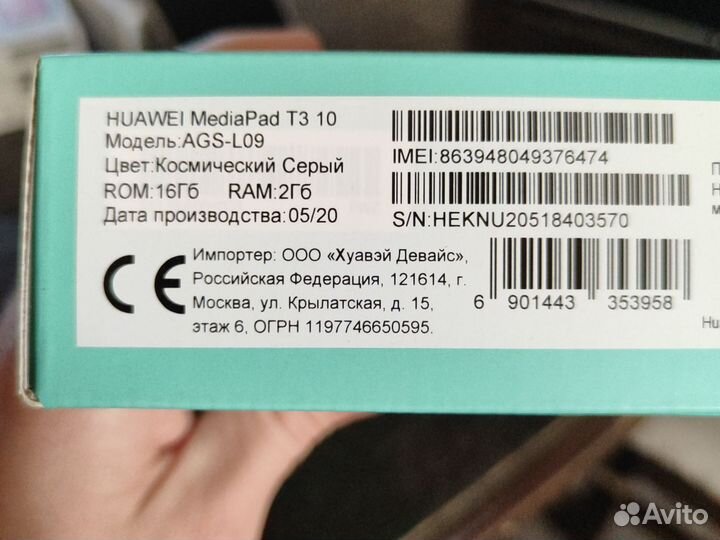 HUAWEI MediaPad T3 10
Модель:AGS-L09
Цвет:Космический Серый
ROM:16Гб RAM:2Гб
Дата производства:05/20
IMEI:863948049376474
S/N:HEKNU20518403570
CE
Импортер: ООО «Хуавэй Девайс»,
Российская Федерация, 121614, г.
Москва, ул. Крылатская, д. 15,
этаж 6, ОГРН 1197746650595.
6 901443 353958
Hu
Avito